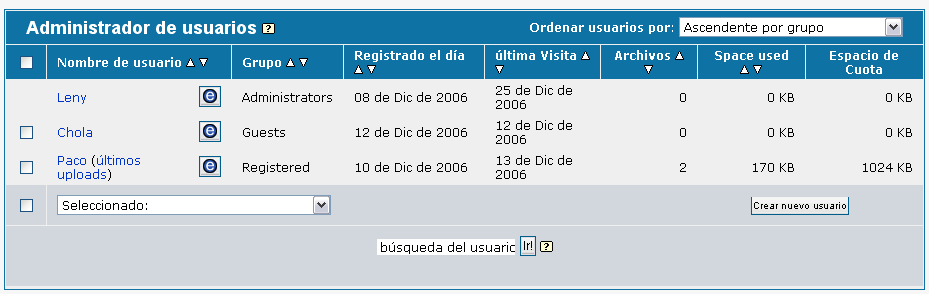 Administrador de usuarios ?
Ordenar usuarios por: Ascendente por grupo
Nombre de usuario ▲ ▼ Grupo ▲ ▼ Registrado el día ▲ ▼ última Visita ▲ ▼ Archivos ▲ ▼ Space used ▲ ▼ Espacio de Cuota
Leny e Administrators 08 de Dic de 2006 25 de Dic de 2006 0 0 KB 0 KB
Chola e Guests 12 de Dic de 2006 12 de Dic de 2006 0 0 KB 0 KB
Paco (últimos uploads) e Registered 10 de Dic de 2006 13 de Dic de 2006 2 170 KB 1024 KB
Seleccionado: Crear nuevo usuario
búsqueda del usuario Ir! ?